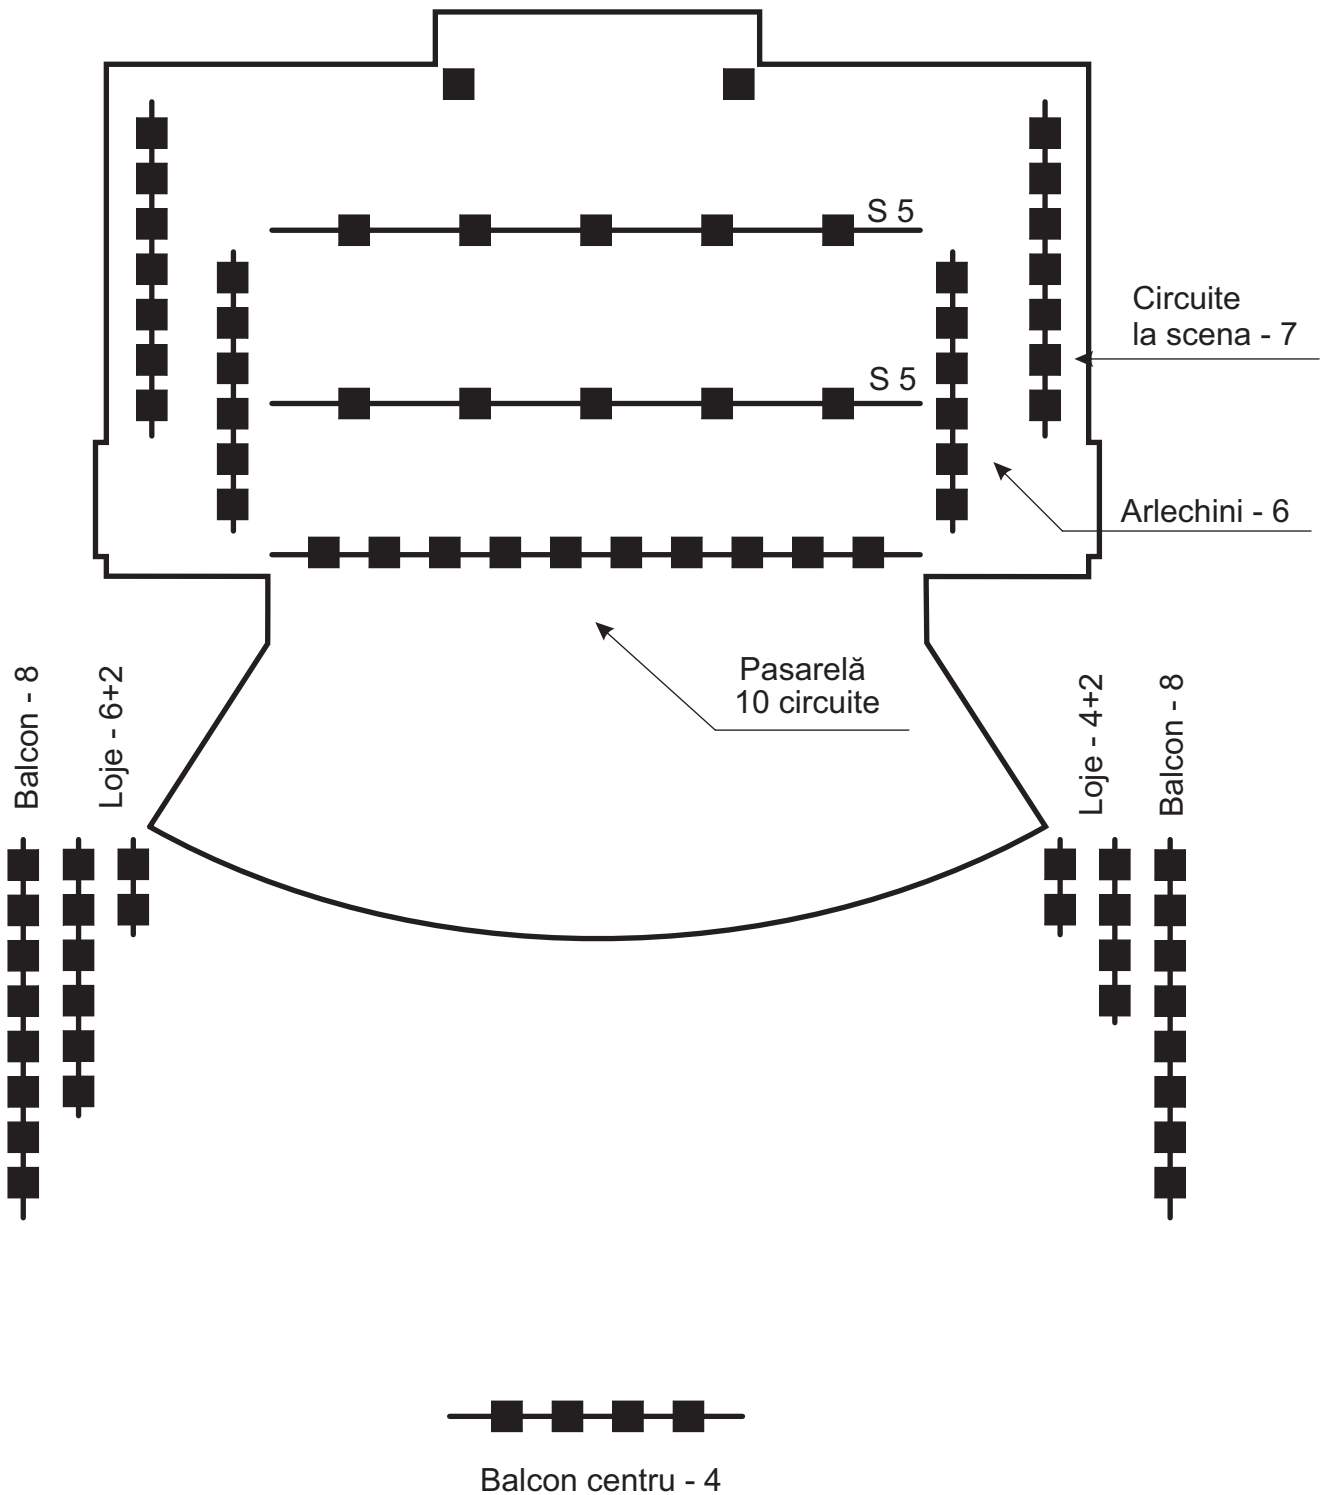 S 5
Circuite
la scena - 7
S 5
Arlechini - 6
Pasarelă
10 circuite
Balcon - 8
Loje - 6+2
Loje - 4+2
Balcon - 8
Balcon centru - 4